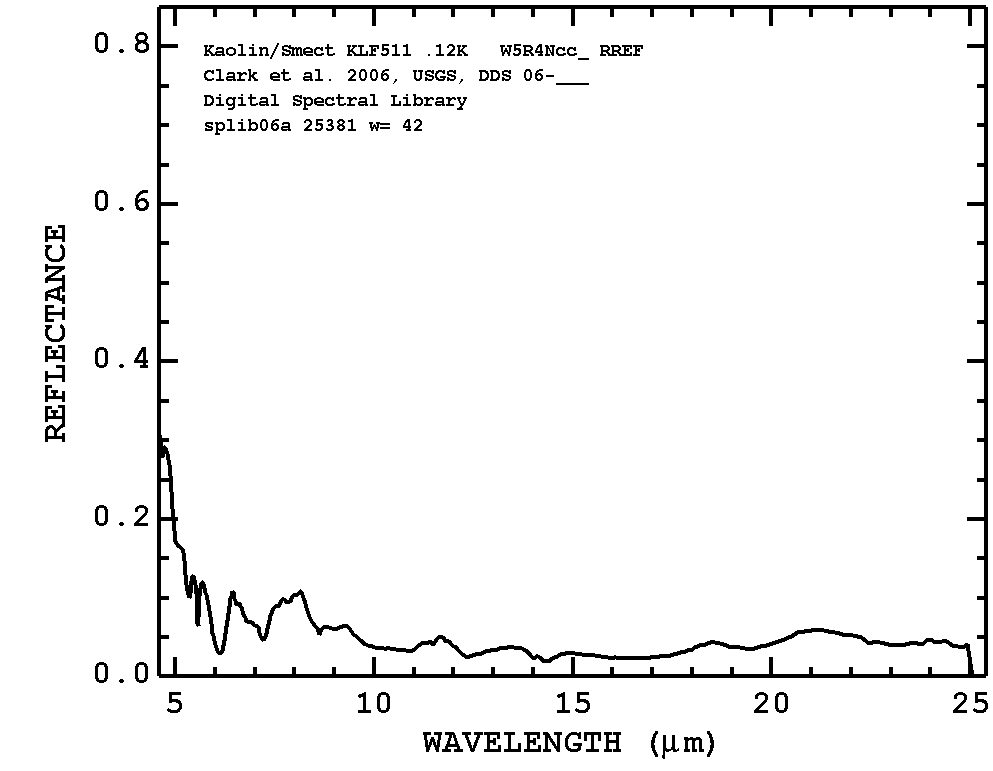 Kaolin/Smect KLF511 .12K W5R4Ncc_ RREF
Clark et al. 2006, USGS, DDS 06-___
Digital Spectral Library
splib06a 25381 w= 42
REFLECTANCE
0.8
0.6
0.4
0.2
0.0
5 10 15 20 25
WAVELENGTH (μm)